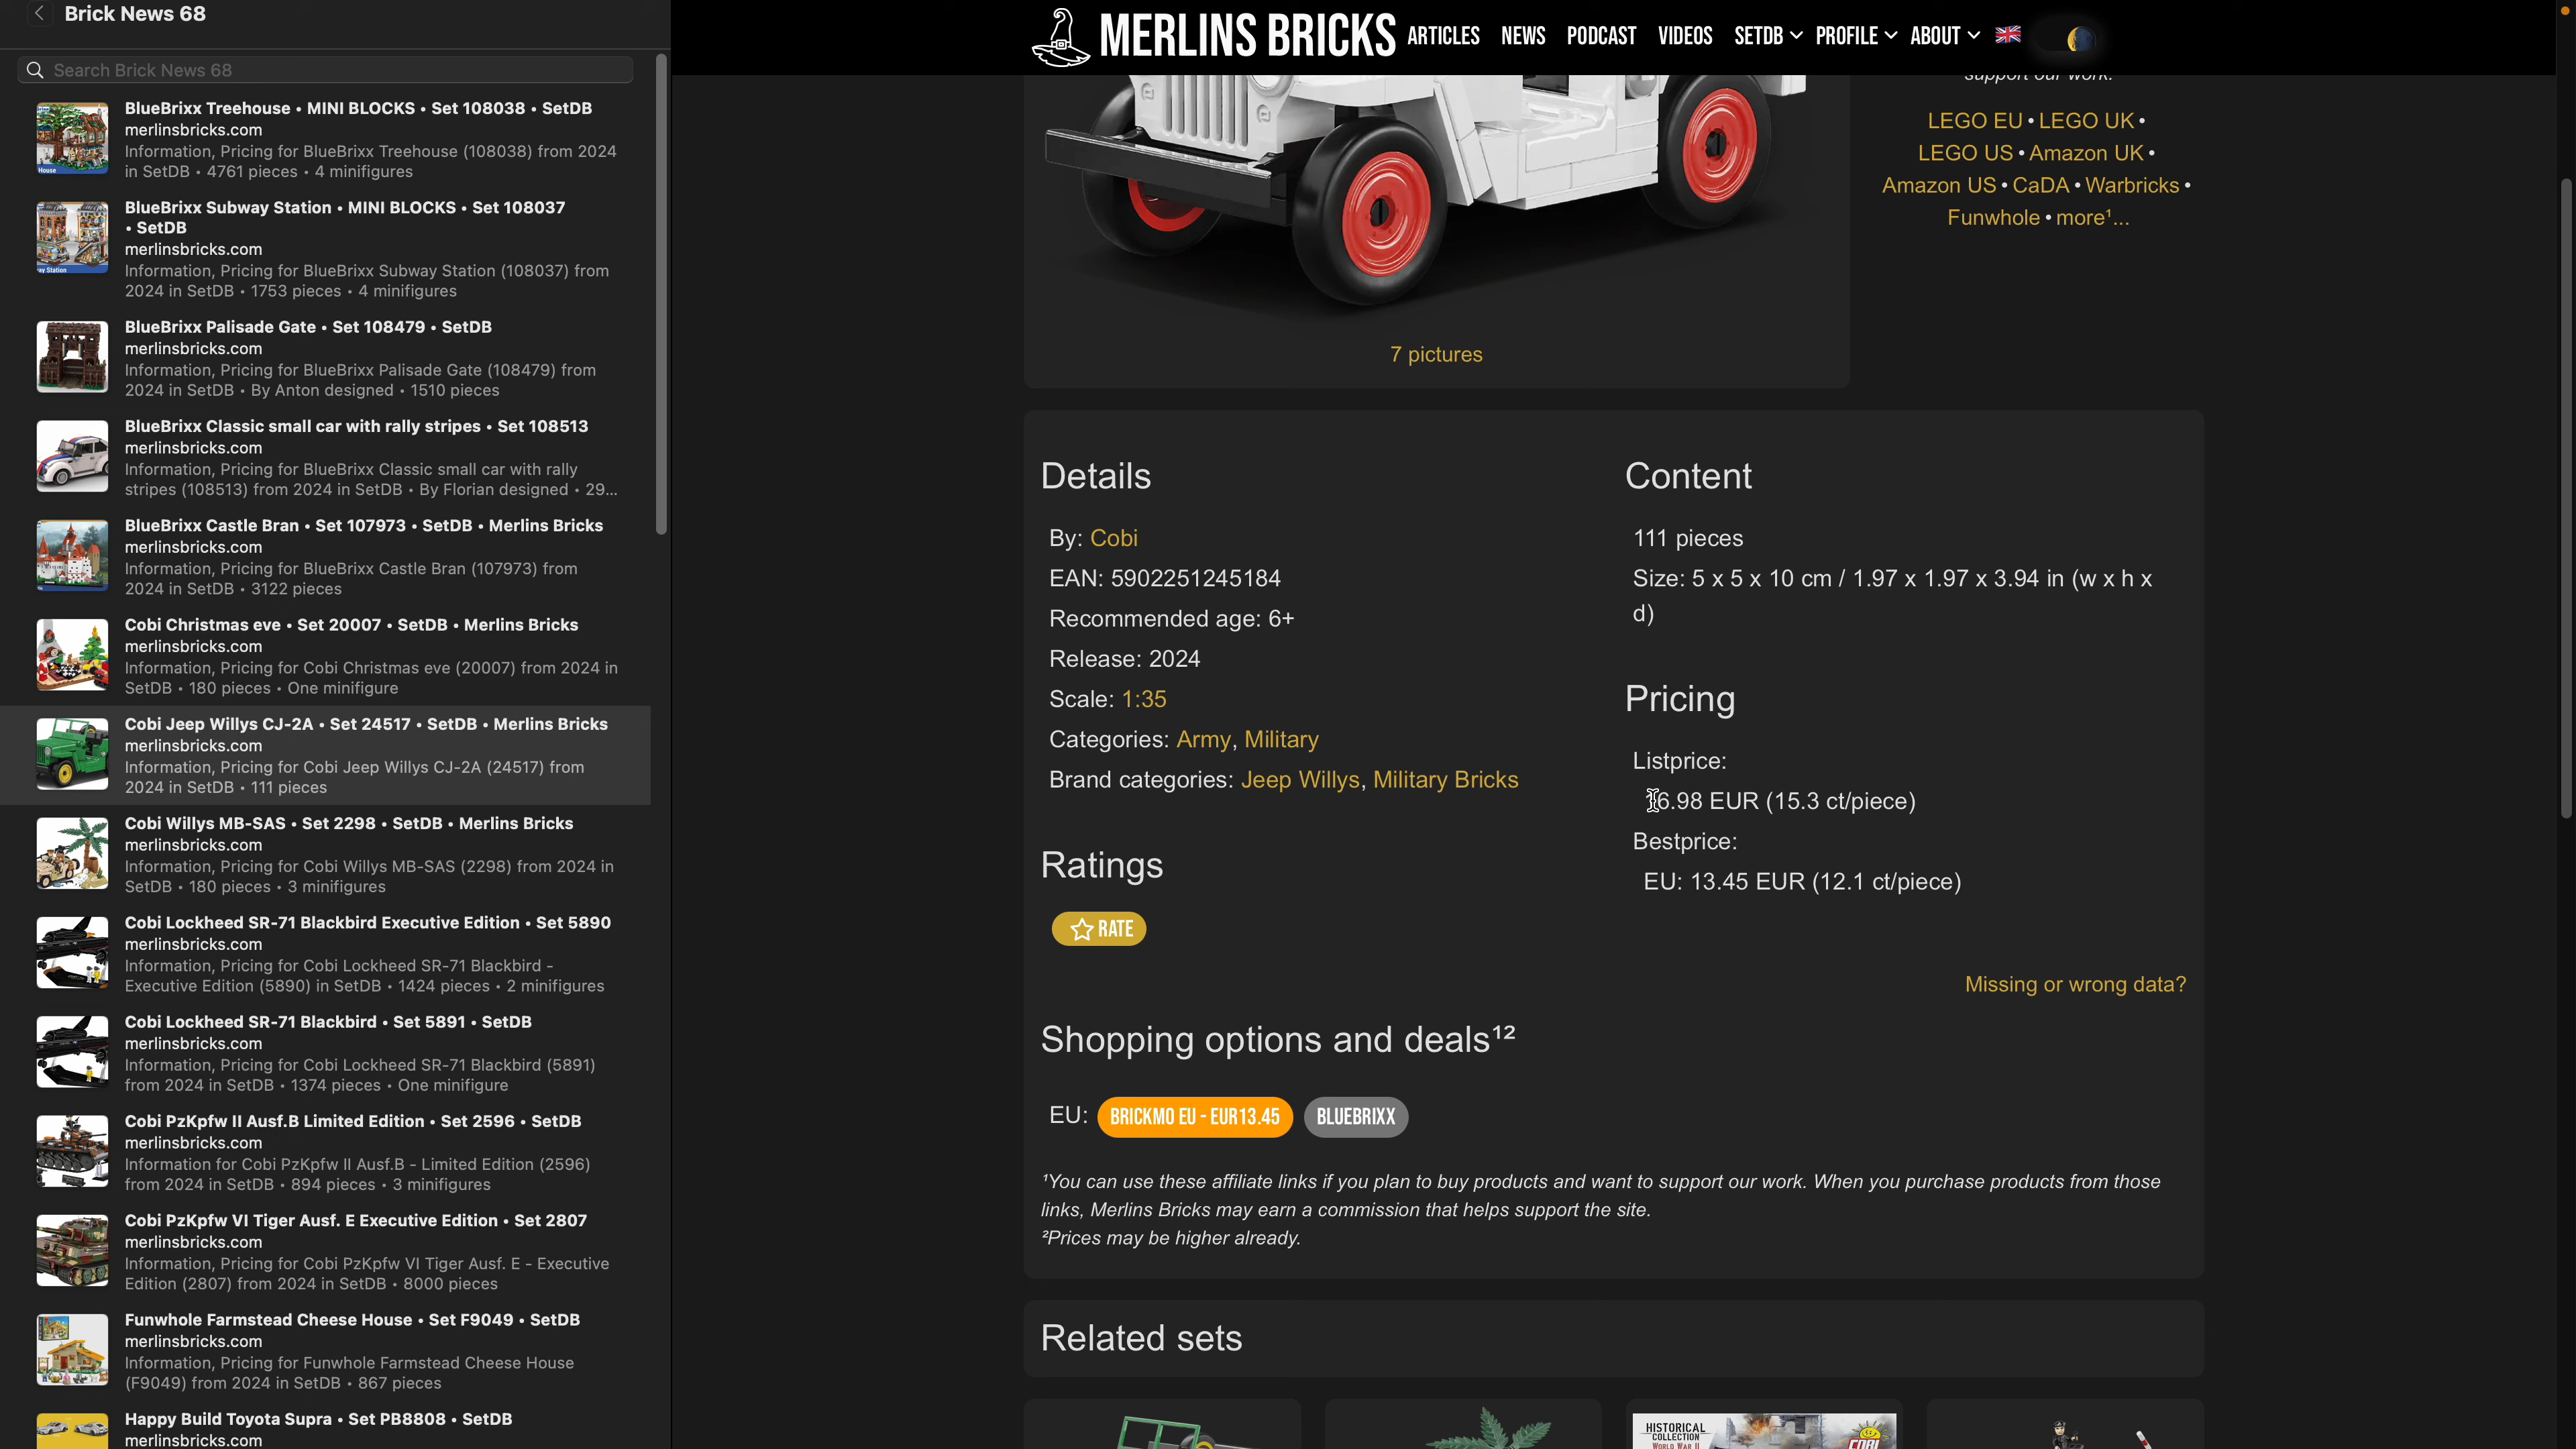 Brick News 68
Search Brick News 68
BlueBrixx Treehouse • MINI BLOCKS • Set 108038 • SetDB
merlinsbricks.com
Information, Pricing for BlueBrixx Treehouse (108038) from 2024
in SetDB • 4761 pieces • 4 minifigures
House
BlueBrixx Subway Station • MINI BLOCKS • Set 108037
• SetDB
merlinsbricks.com
Information, Pricing for BlueBrixx Subway Station (108037) from
2024 in SetDB • 1753 pieces • 4 minifigures
ay Station
BlueBrixx Palisade Gate • Set 108479 • SetDB
merlinsbricks.com
Information, Pricing for BlueBrixx Palisade Gate (108479) from
2024 in SetDB • By Anton designed • 1510 pieces
BlueBrixx Classic small car with rally stripes • Set 108513
merlinsbricks.com
Information, Pricing for BlueBrixx Classic small car with rally
stripes (108513) from 2024 in SetDB • By Florian designed • 29...
BlueBrixx Castle Bran • Set 107973 • SetDB • Merlins Bricks
merlinsbricks.com
Information, Pricing for BlueBrixx Castle Bran (107973) from
2024 in SetDB • 3122 pieces
Cobi Christmas eve • Set 20007 • SetDB • Merlins Bricks
merlinsbricks.com
Information, Pricing for Cobi Christmas eve (20007) from 2024 in
SetDB • 180 pieces • One minifigure
Cobi Jeep Willys CJ-2A • Set 24517 • SetDB • Merlins Bricks
merlinsbricks.com
Information, Pricing for Cobi Jeep Willys CJ-2A (24517) from
2024 in SetDB • 111 pieces
Cobi Willys MB-SAS • Set 2298 • SetDB • Merlins Bricks
merlinsbricks.com
Information, Pricing for Cobi Willys MB-SAS (2298) from 2024 in
SetDB • 180 pieces • 3 minifigures
Cobi Lockheed SR-71 Blackbird Executive Edition • Set 5890
merlinsbricks.com
Information, Pricing for Cobi Lockheed SR-71 Blackbird -
Executive Edition (5890) in SetDB • 1424 pieces • 2 minifigures
Cobi Lockheed SR-71 Blackbird • Set 5891 • SetDB
merlinsbricks.com
Information, Pricing for Cobi Lockheed SR-71 Blackbird (5891)
from 2024 in SetDB • 1374 pieces • One minifigure
Cobi PzKpfw II Ausf.B Limited Edition • Set 2596 • SetDB
merlinsbricks.com
Information for Cobi PzKpfw II Ausf.B - Limited Edition (2596)
from 2024 in SetDB • 894 pieces • 3 minifigures
Cobi PzKpfw VI Tiger Ausf. E Executive Edition • Set 2807
merlinsbricks.com
Information, Pricing for Cobi PzKpfw VI Tiger Ausf. E - Executive
Edition (2807) from 2024 in SetDB • 8000 pieces
Funwhole Farmstead Cheese House • Set F9049 • SetDB
merlinsbricks.com
Information, Pricing for Funwhole Farmstead Cheese House
(F9049) from 2024 in SetDB • 867 pieces
Happy Build Toyota Supra • Set PB8808 • SetDB
merlinsbricks.com
MERLINS BRICKS ARTICLES NEWS PODCAST VIDEOS SETDB PROFILE ABOUT
support our work.
LEGO EU • LEGO UK •
LEGO US • Amazon UK •
Amazon US • CaDA • Warbricks •
Funwhole • more¹...
7 pictures
Details
By: Cobi
EAN: 5902251245184
Recommended age: 6+
Release: 2024
Scale: 1:35
Categories: Army, Military
Brand categories: Jeep Willys, Military Bricks
Ratings
RATE
Content
111 pieces
Size: 5 x 5 x 10 cm / 1.97 x 1.97 x 3.94 in (w x h x
d)
Pricing
Listprice:
16.98 EUR (15.3 ct/piece)
Bestprice:
EU: 13.45 EUR (12.1 ct/piece)
Missing or wrong data?
Shopping options and deals¹²
EU: BRICKMO EU - EUR13.45 BLUEBRIXX
¹You can use these affiliate links if you plan to buy products and want to support our work. When you purchase products from those
links, Merlins Bricks may earn a commission that helps support the site.
²Prices may be higher already.
Related sets
HISTORICAL
COLLECTION
WORLD WAR II
COBI